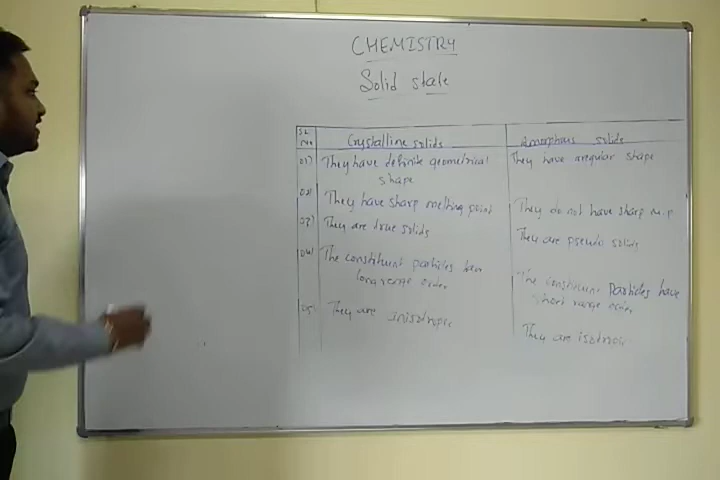 CHEMISTRY
Solid state
SL
no
Crystalline solids
Amorphous solids
01)
They have definite geometrical
shape
They have irregular shape
02)
They have sharp melting point
They do not have sharp m.p
03)
They are true solids
They are pseudo solids
04)
The constituent particles have
long range order
The constituent particles have
short range order
05)
They are anisotropic
They are isotropic